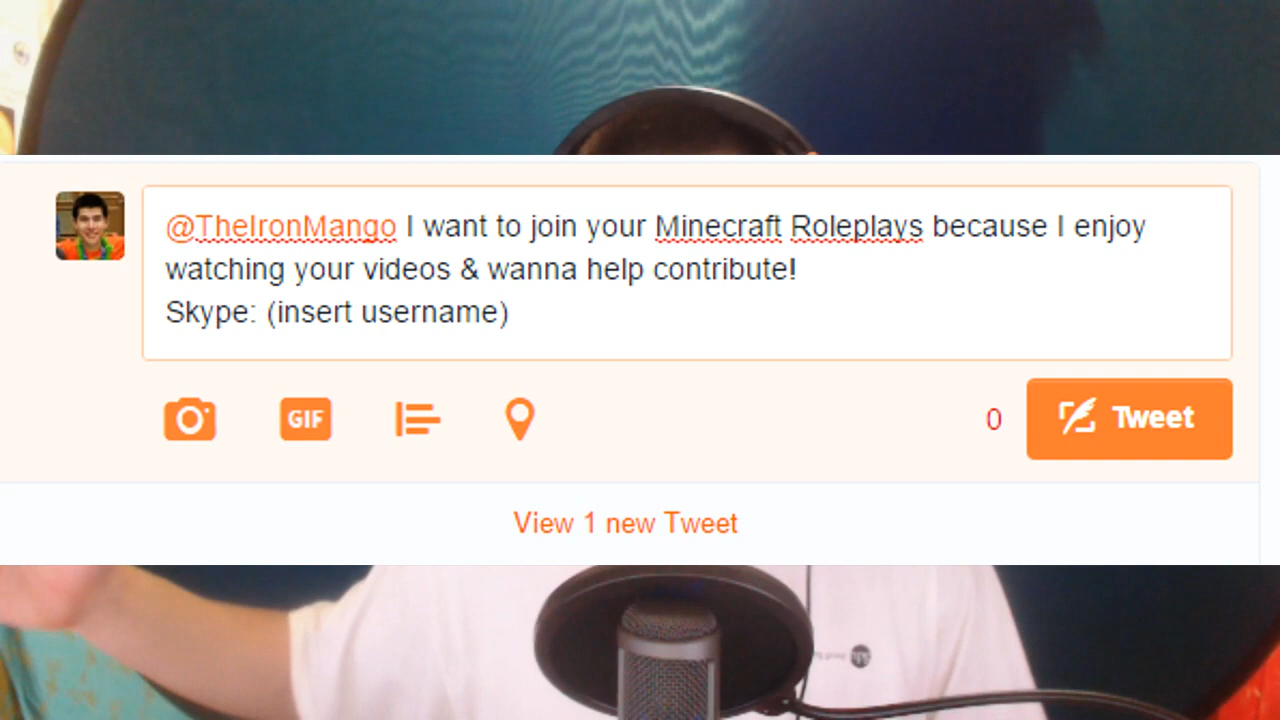 @TheIronMango I want to join your Minecraft Roleplays because I enjoy
watching your videos & wanna help contribute!
Skype: (insert username)
GIF
0
Tweet
View 1 new Tweet